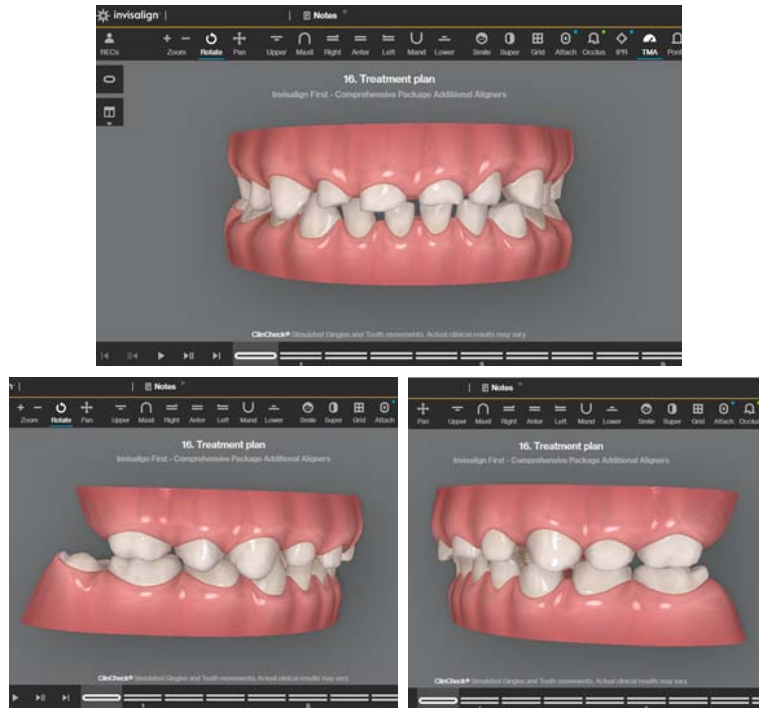 invisalign | | Notes
RECs Zoom Rotate Pan Upper Maxil Right Anter Left Mand Lower Smile Super Grid Attach Occlus IPR TMA Pont
16. Treatment plan
Invisalign First - Comprehensive Package Additional Aligners
ClinCheck® Simulated Gingiva and Tooth movements. Actual clinical results may vary.
| Notes
Zoom Rotate Pan Upper Maxil Right Anter Left Mand Lower Smile Super Grid Attach
16. Treatment plan
Invisalign First - Comprehensive Package Additional Aligners
ClinCheck® Simulated Gingiva and Tooth movements. Actual clinical results may vary.
| Notes
Pan Upper Maxil Right Anter Left Mand Lower Smile Super Grid Attach Occlus
16. Treatment plan
Invisalign First - Comprehensive Package Additional Aligners
ClinCheck® Simulated Gingiva and Tooth movements. Actual clinical results may vary.